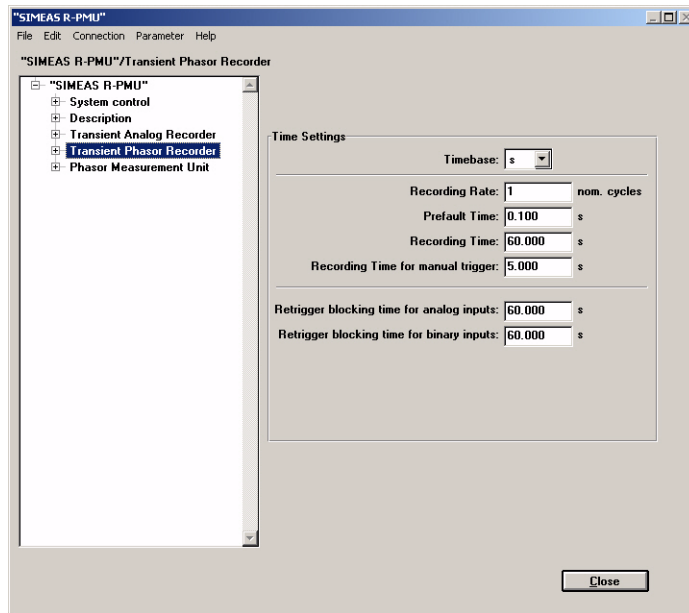 "SIMEAS R-PMU"
File Edit Connection Parameter Help
"SIMEAS R-PMU"/Transient Phasor Recorder
"SIMEAS R-PMU"
System control
Description
Transient Analog Recorder
Transient Phasor Recorder
Phasor Measurement Unit
Time Settings
Timebase: s
Recording Rate: 1 nom. cycles
Prefault Time: 0.100 s
Recording Time: 60.000 s
Recording Time for manual trigger: 5.000 s
Retrigger blocking time for analog inputs: 60.000 s
Retrigger blocking time for binary inputs: 60.000 s
Close